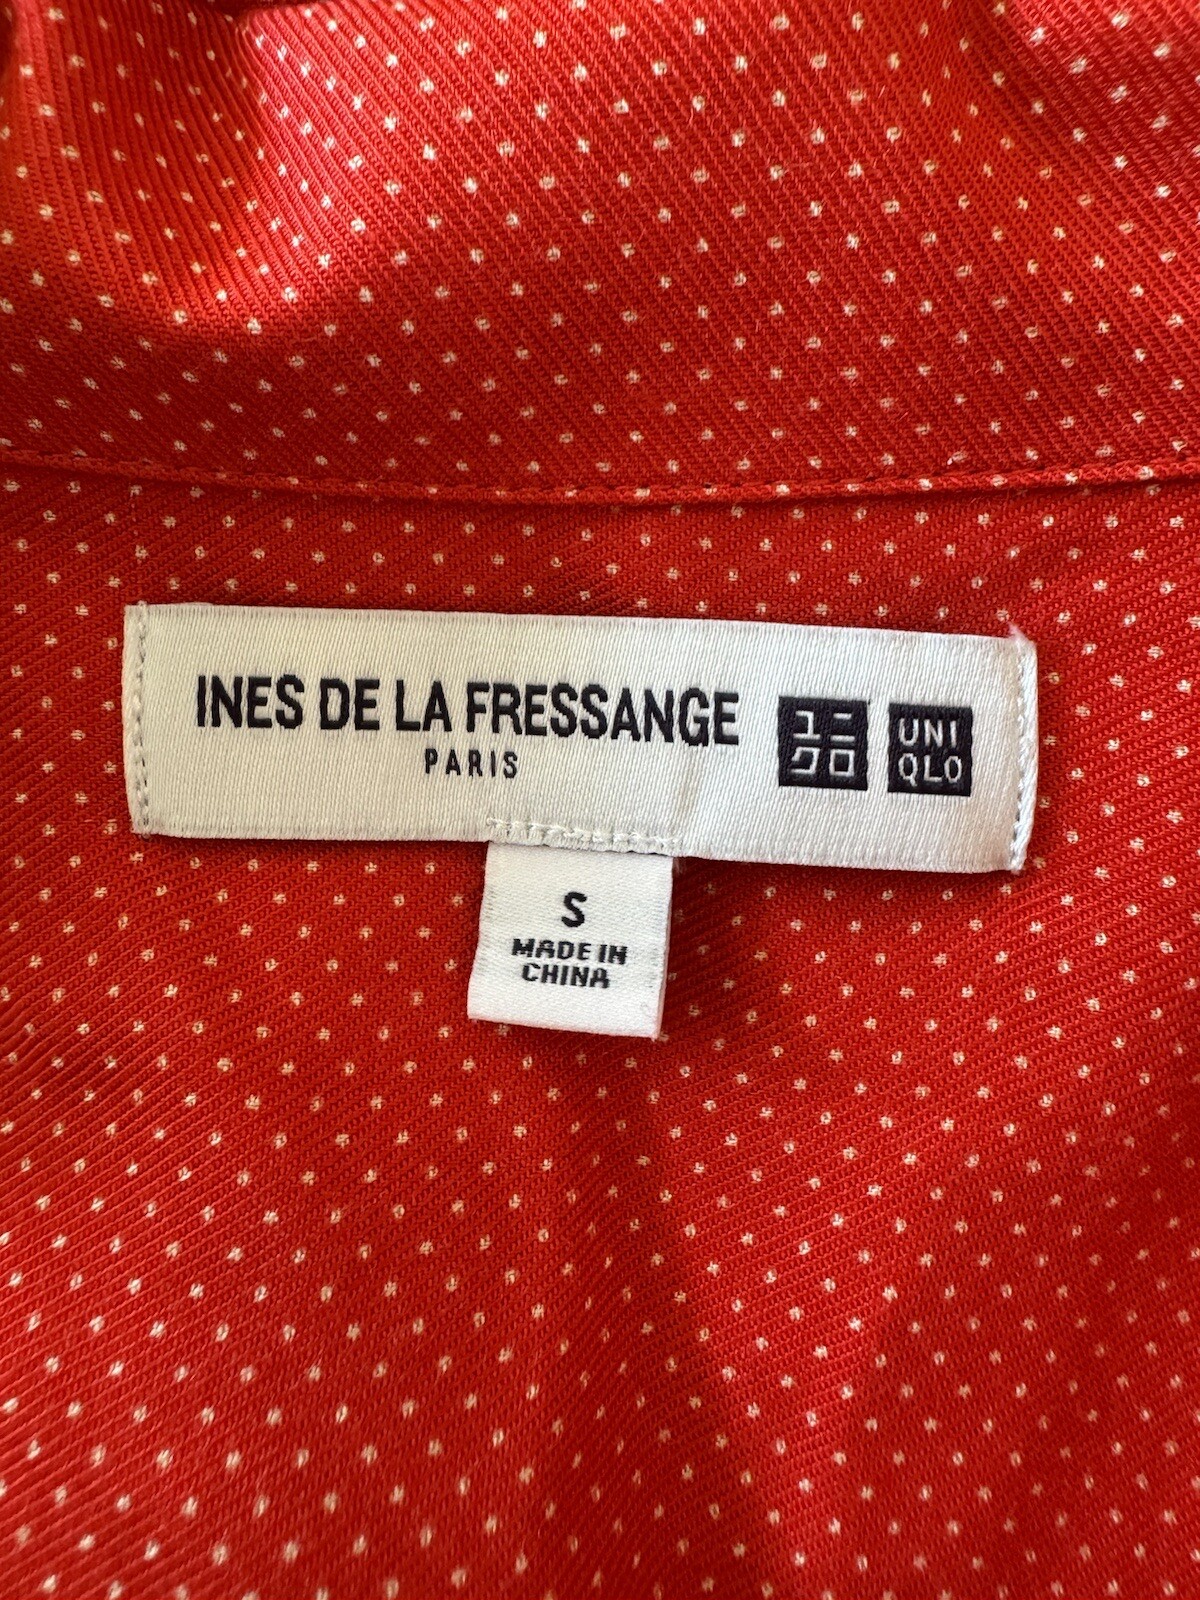 INES DE LA FRESSANGE
PARIS
ユニ
クロ
UNI
QLO
S
MADE IN
CHINA